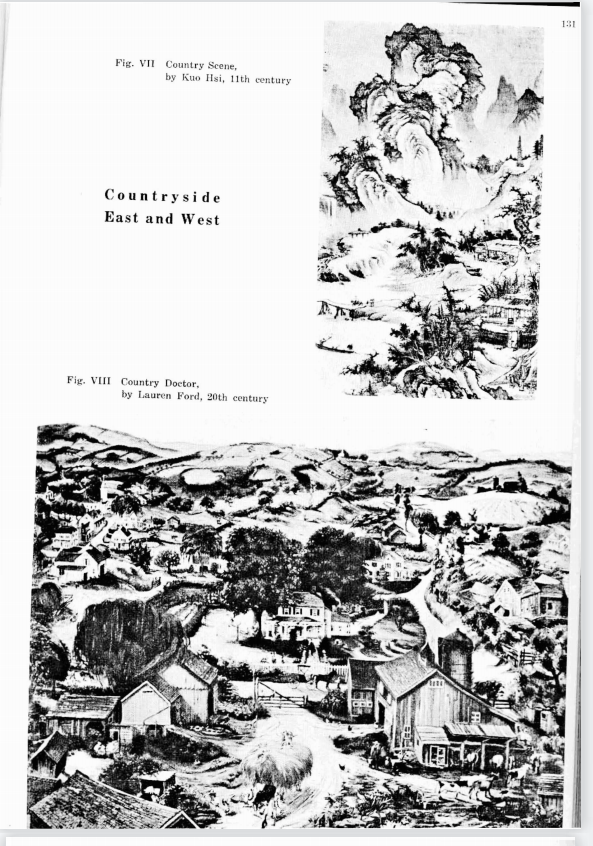 131
Fig. VII Country Scene,
by Kuo Hsi, 11th century
Countryside
East and West
Fig. VIII Country Doctor,
by Lauren Ford, 20th century